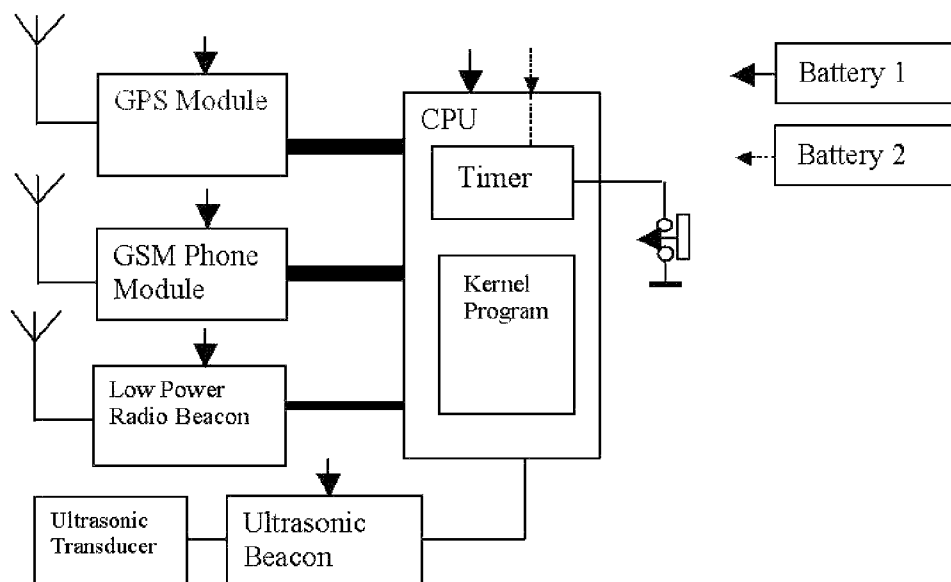 GPS Module
CPU
Battery 1
Battery 2
Timer
GSM Phone
Module
Kernel
Program
Low Power
Radio Beacon
Ultrasonic
Transducer
Ultrasonic
Beacon